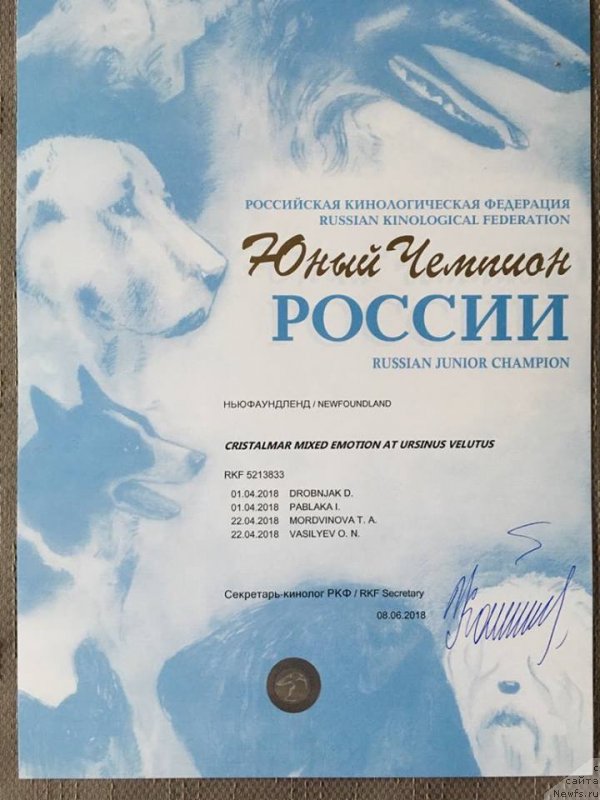 РОССИЙСКАЯ КИНОЛОГИЧЕСКАЯ ФЕДЕРАЦИЯ
RUSSIAN KINOLOGICAL FEDERATION
Юный Чемпион
РОССИИ
RUSSIAN JUNIOR CHAMPION
НЬЮФАУНДЛЕНД / NEWFOUNDLAND
CRISTALMAR MIXED EMOTION AT URSINUS VELUTUS
RKF 5213833
01.04.2018 DROBNJAK D.
01.04.2018 PABLAKA I.
22.04.2018 MORDVINOVA T. A.
22.04.2018 VASILYEV O. N.
Секретарь-кинолог РКФ / RKF Secretary
08.06.2018
с
сайта
Newfs.ru